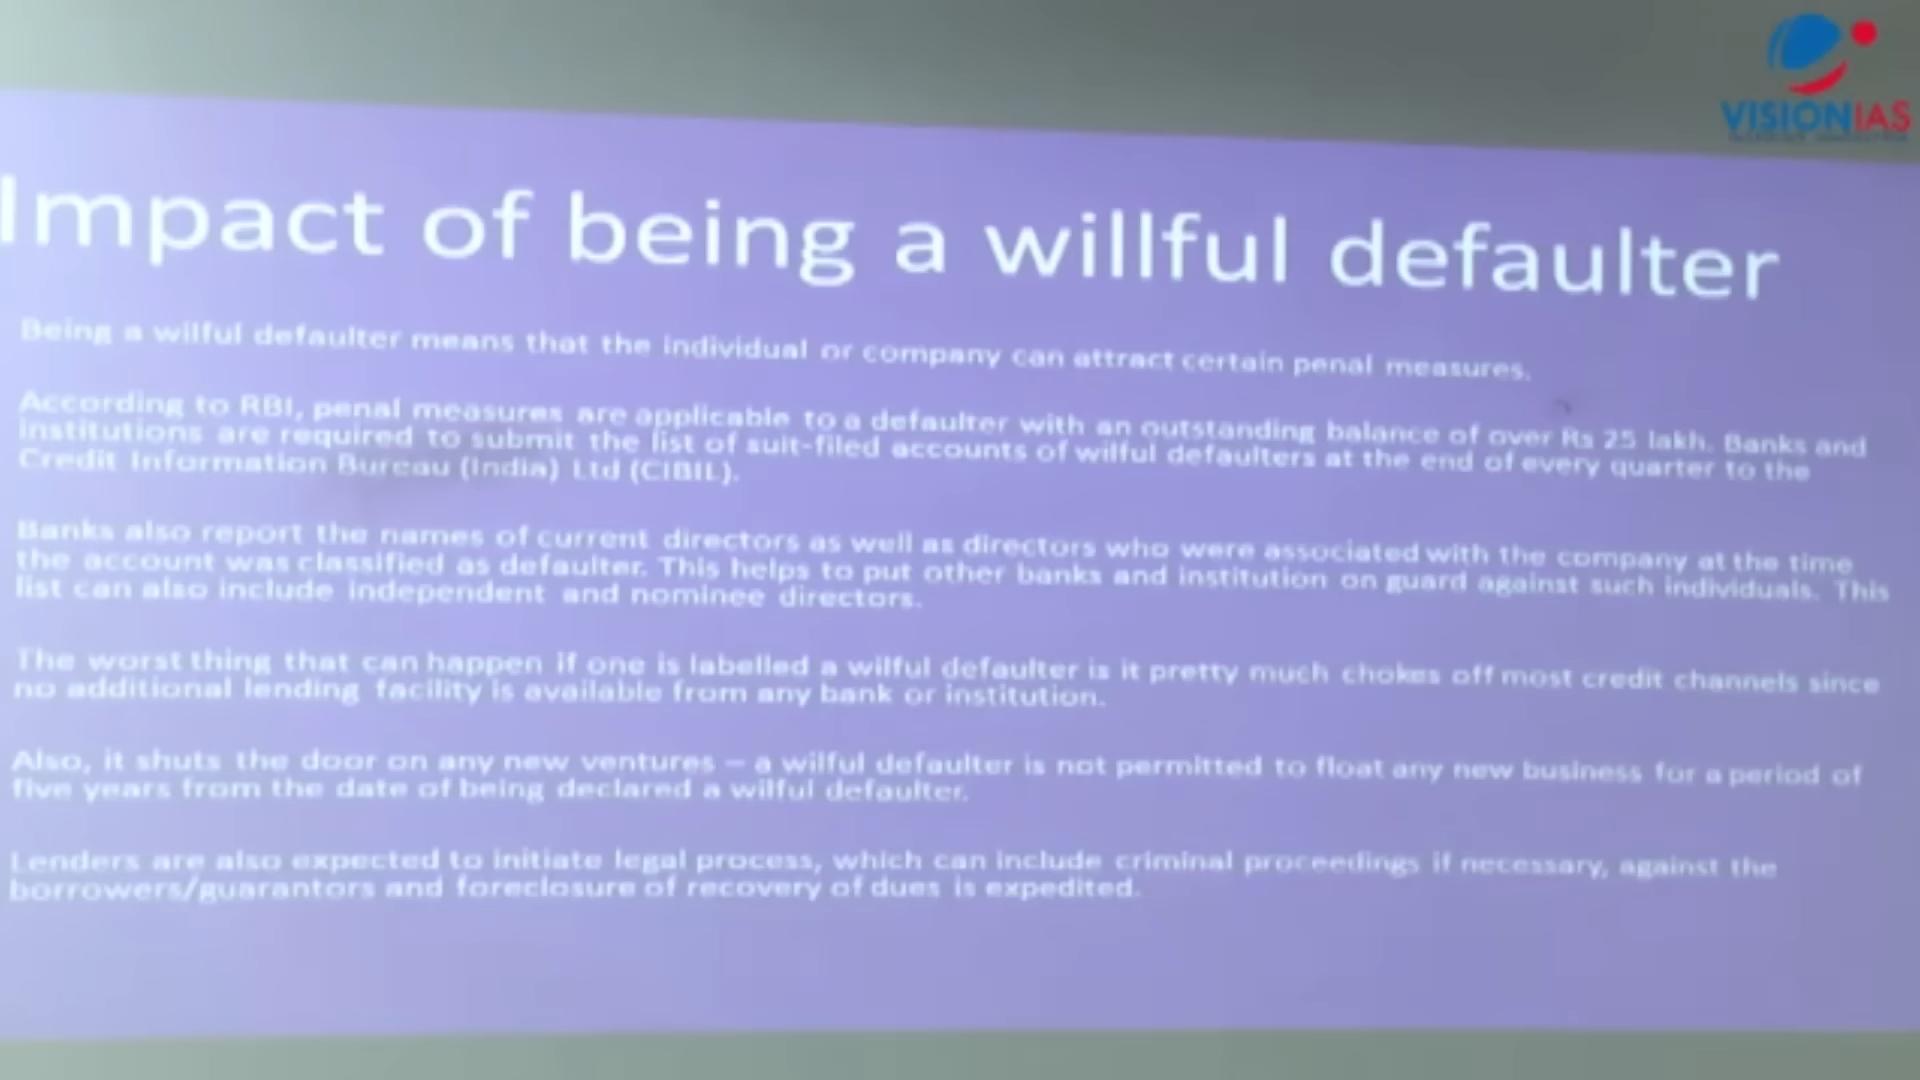 VISIONIAS
Impact of being a willful defaulter
Being a wilful defaulter means that the individual or company can attract certain penal measures.
According to RBI, penal measures are applicable to a defaulter with an outstanding balance of over Rs 25 lakh. Banks and
institutions are required to submit the list of suit-filed accounts of wilful defaulters at the end of every quarter to the
Credit Information Bureau (India) Ltd (CIBIL).
Banks also report the names of current directors as well as directors who were associated with the company at the time
the account was classified as defaulter. This helps to put other banks and institution on guard against such individuals. This
list can also include independent and nominee directors.
The worst thing that can happen if one is labelled a wilful defaulter is it pretty much chokes off most credit channels since
no additional lending facility is available from any bank or institution.
Also, it shuts the door on any new ventures – a wilful defaulter is not permitted to float any new business for a period of
five years from the date of being declared a wilful defaulter.
Lenders are also expected to initiate legal process, which can include criminal proceedings if necessary, against the
borrowers/guarantors and foreclosure of recovery of dues is expedited.